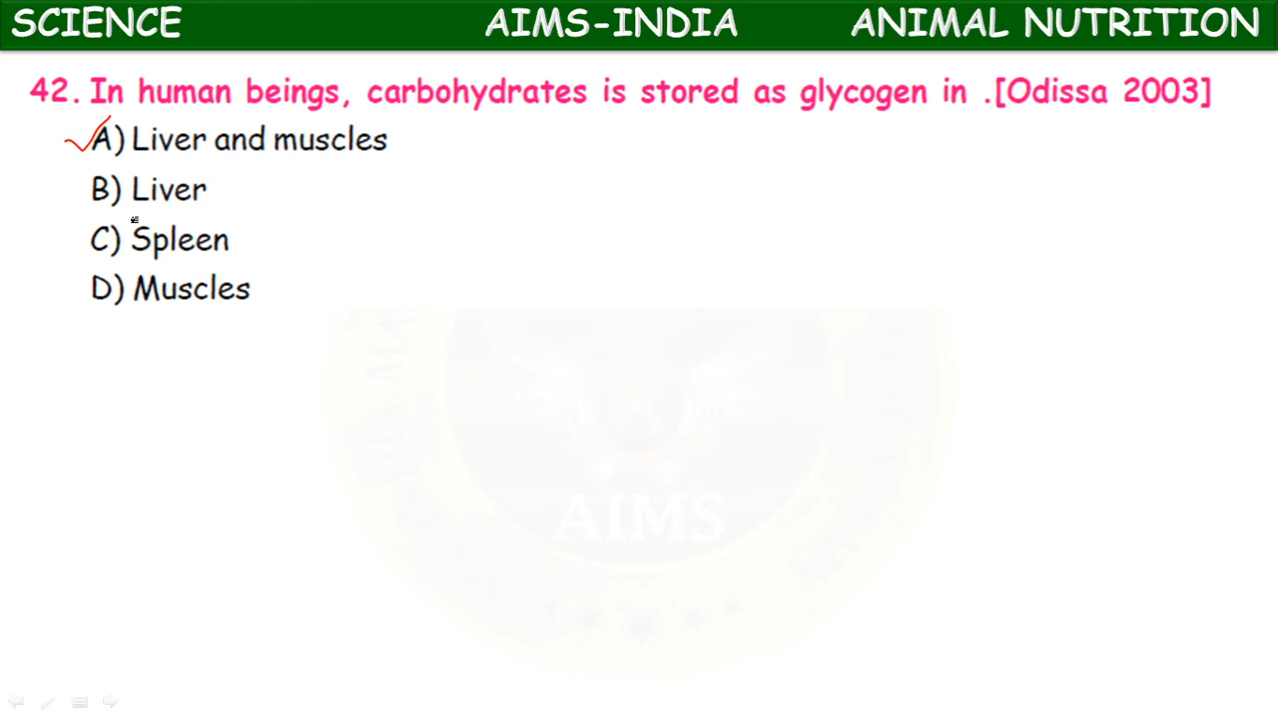 SCIENCE AIMS-INDIA ANIMAL NUTRITION
42. In human beings, carbohydrates is stored as glycogen in .[Odissa 2003]
A) Liver and muscles
B) Liver
C) Spleen
D) Muscles
AIMS